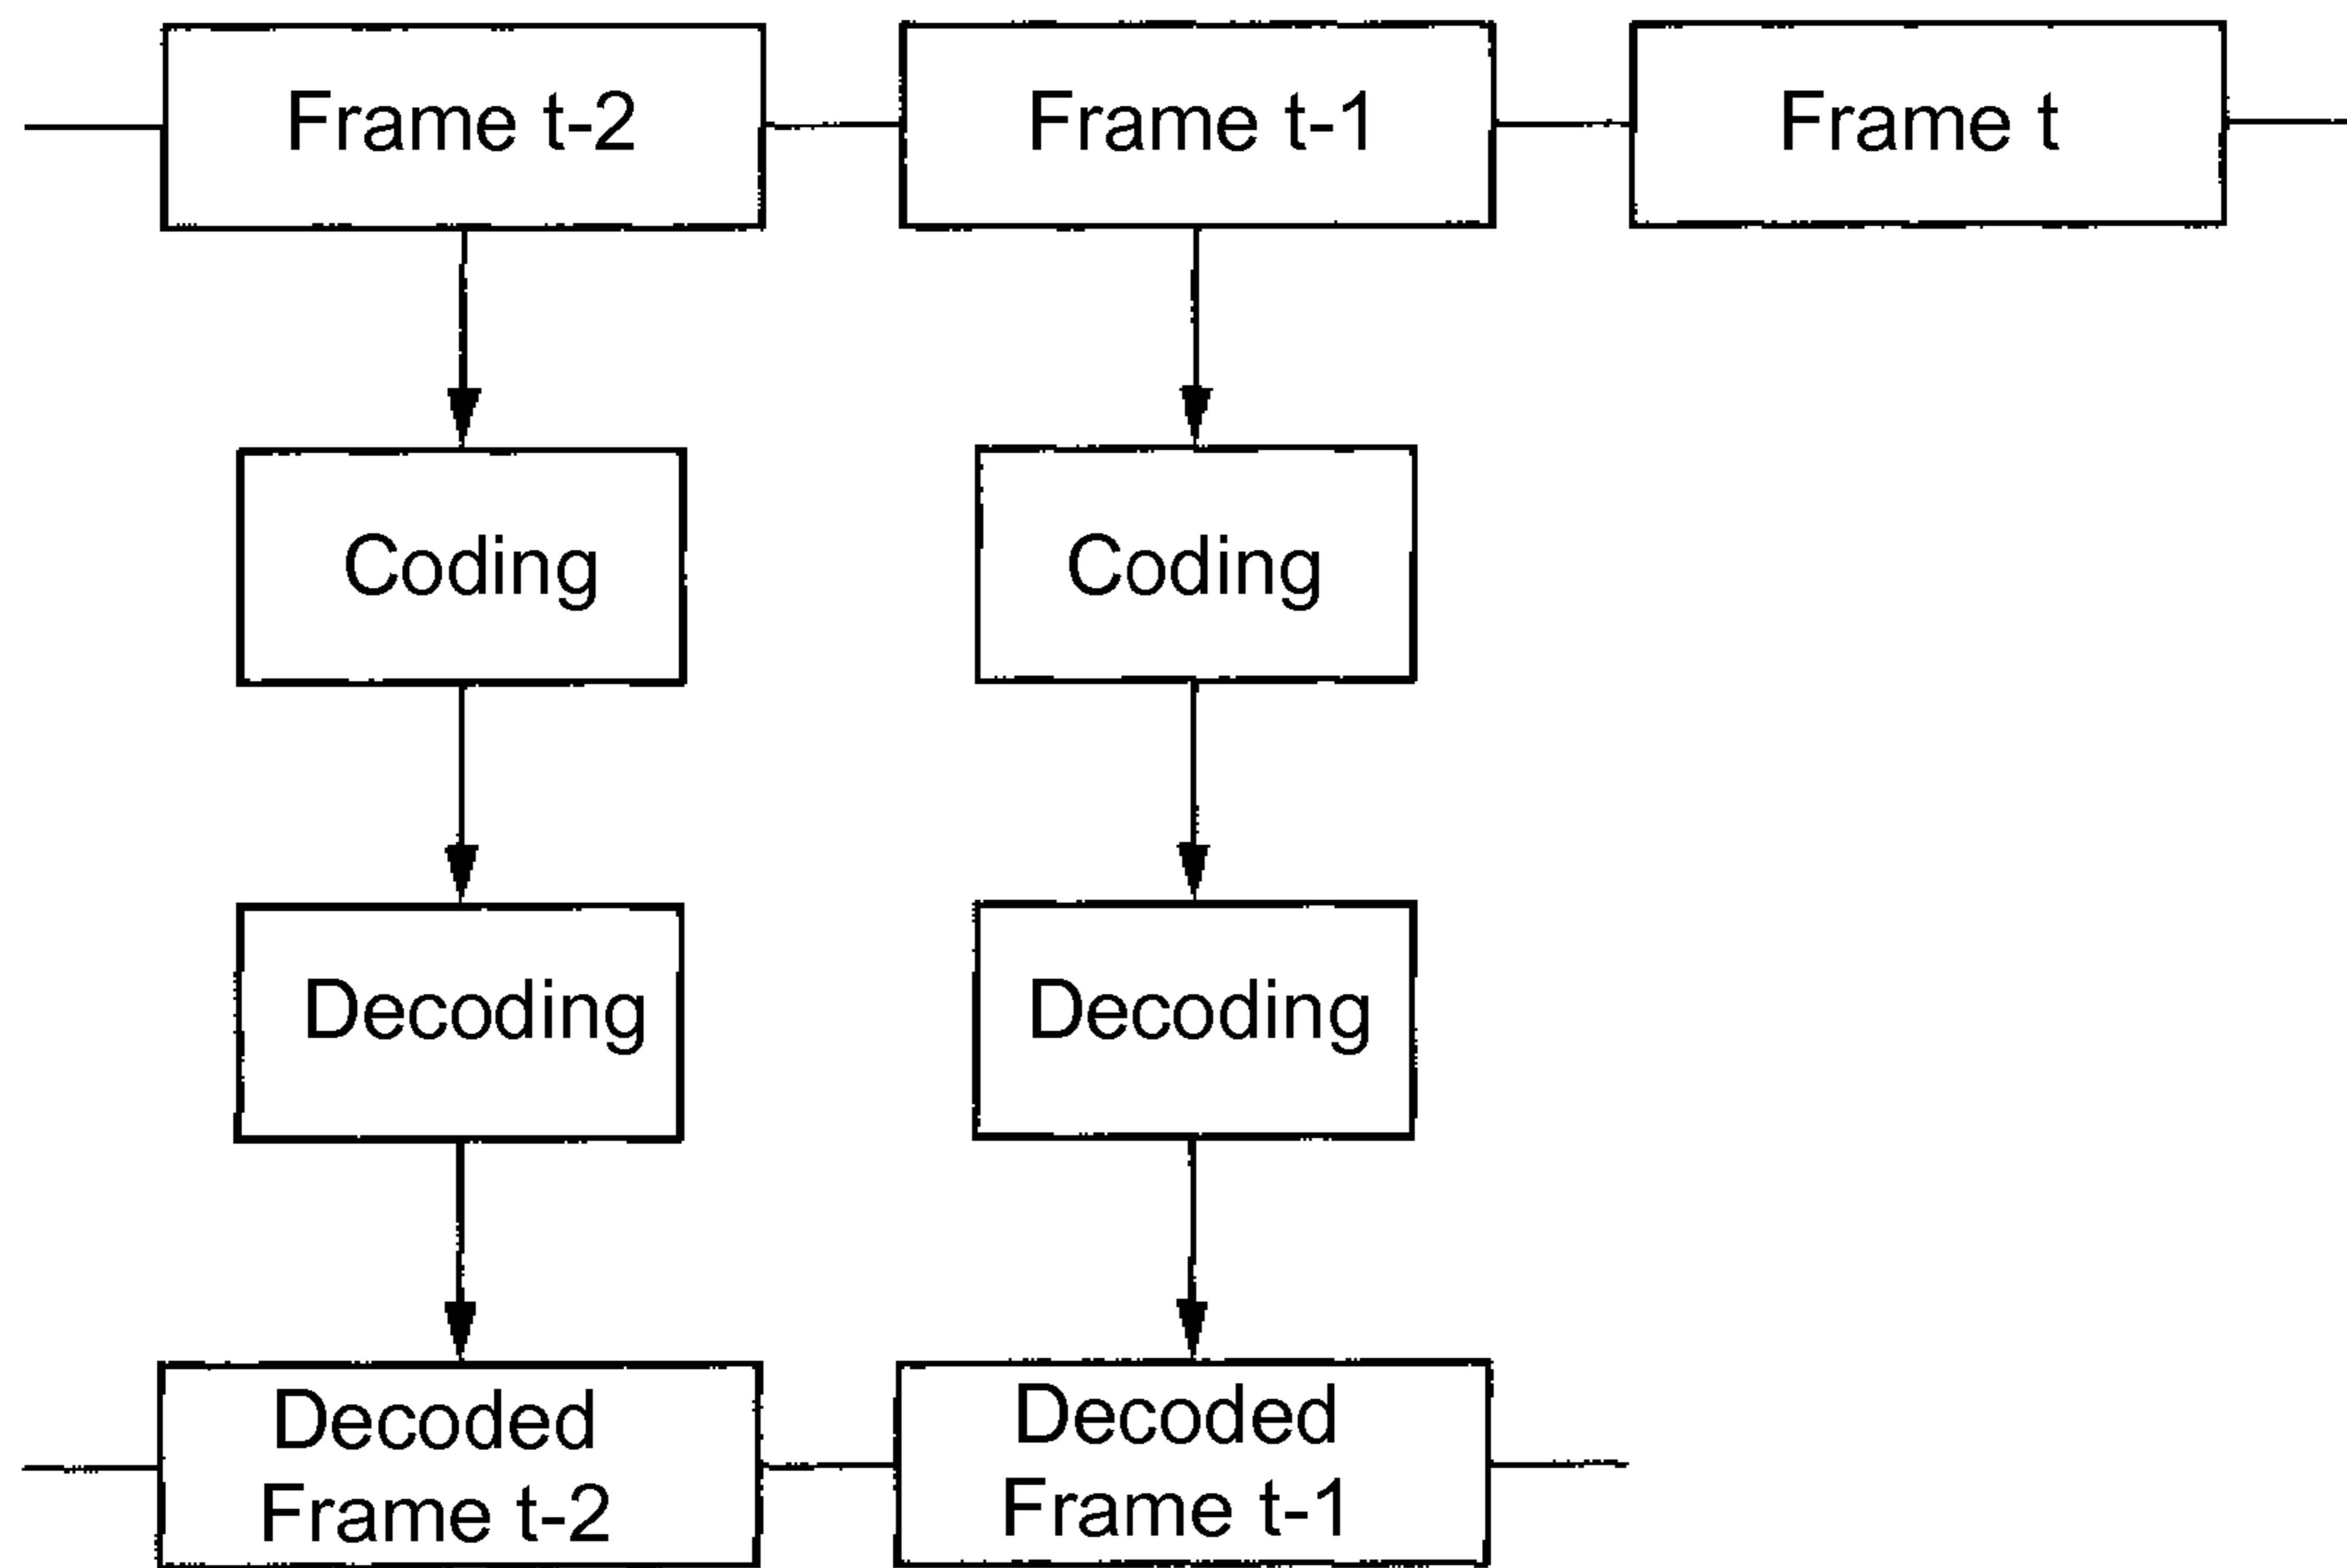 Frame t-2
Frame t-1
Frame t
Coding
Coding
Decoding
Decoding
Decoded
Frame t-2
Decoded
Frame t-1